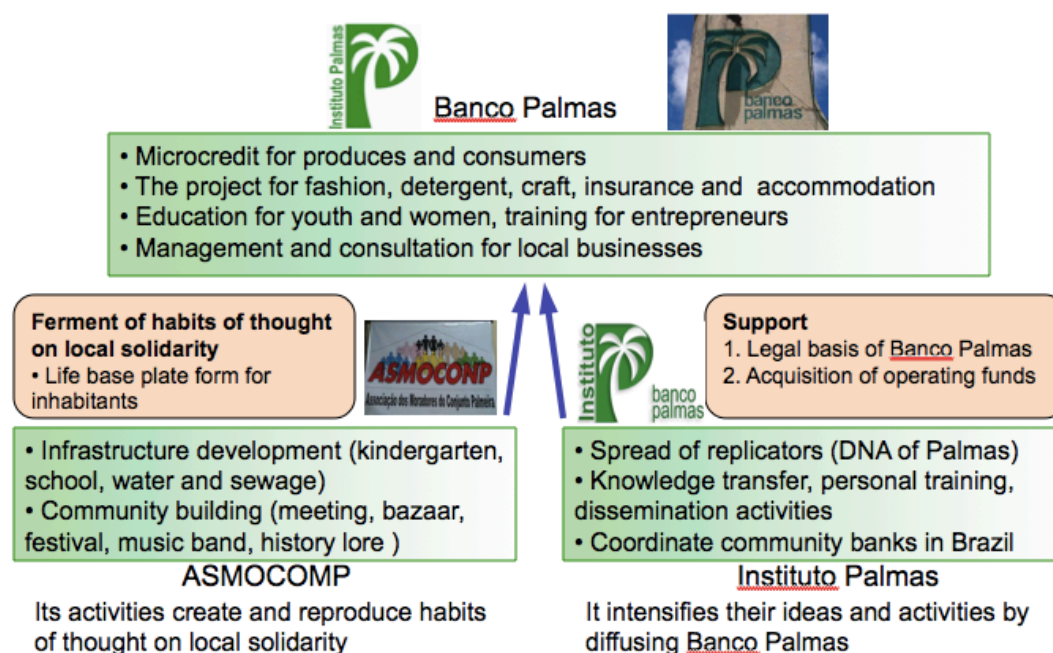 Instituto Palmas
Banco Palmas
banco
palmas
• Microcredit for produces and consumers
• The project for fashion, detergent, craft, insurance and accommodation
• Education for youth and women, training for entrepreneurs
• Management and consultation for local businesses
Ferment of habits of thought
on local solidarity
• Life base plate form for
inhabitants
ASMOCONP
Associação dos Moradores do Conjunto Palmeira
Instituto
banco
palmas
Support
1. Legal basis of Banco Palmas
2. Acquisition of operating funds
• Infrastructure development (kindergarten,
school, water and sewage)
• Community building (meeting, bazaar,
festival, music band, history lore )
ASMOCOMP
Its activities create and reproduce habits
of thought on local solidarity
• Spread of replicators (DNA of Palmas)
• Knowledge transfer, personal training,
dissemination activities
• Coordinate community banks in Brazil
Instituto Palmas
It intensifies their ideas and activities by
diffusing Banco Palmas